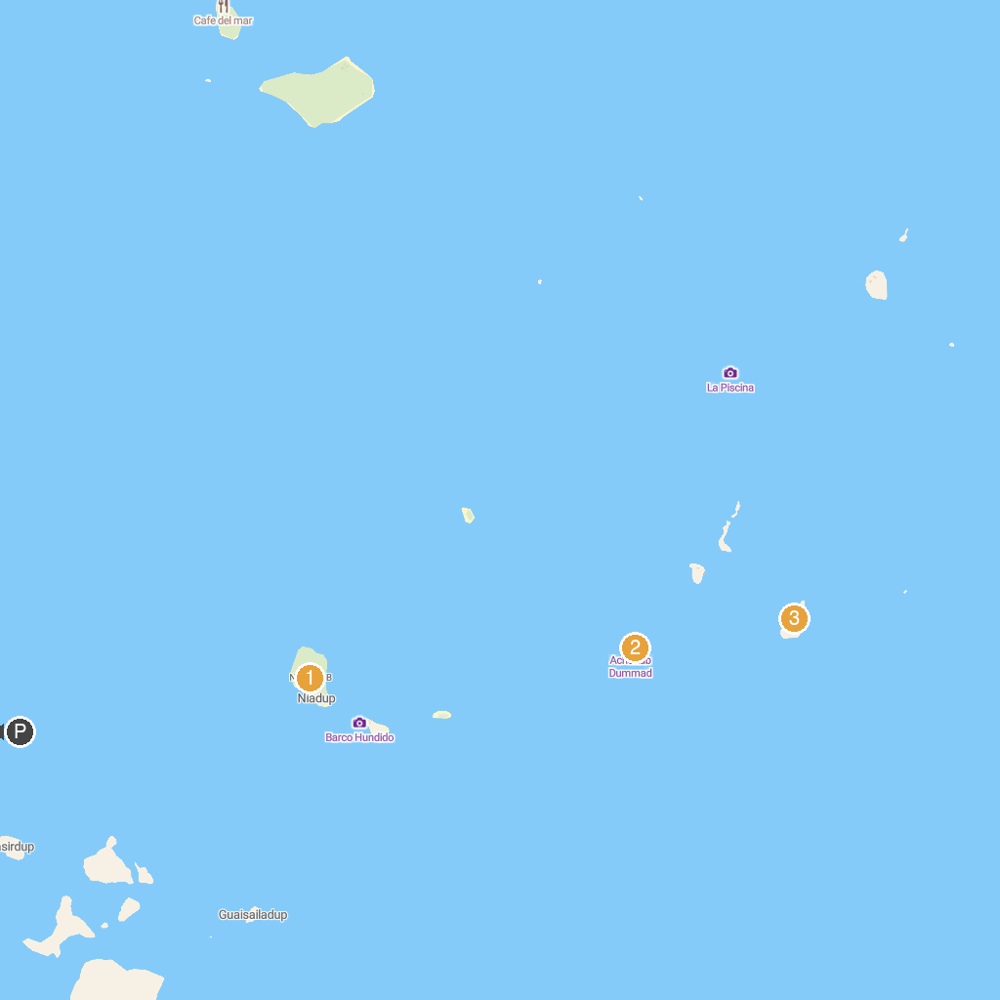 Cafe del mar
La Piscina
3
2
Dummad
1
B
Niadup
P
Barco Hundido
Guaisailadup